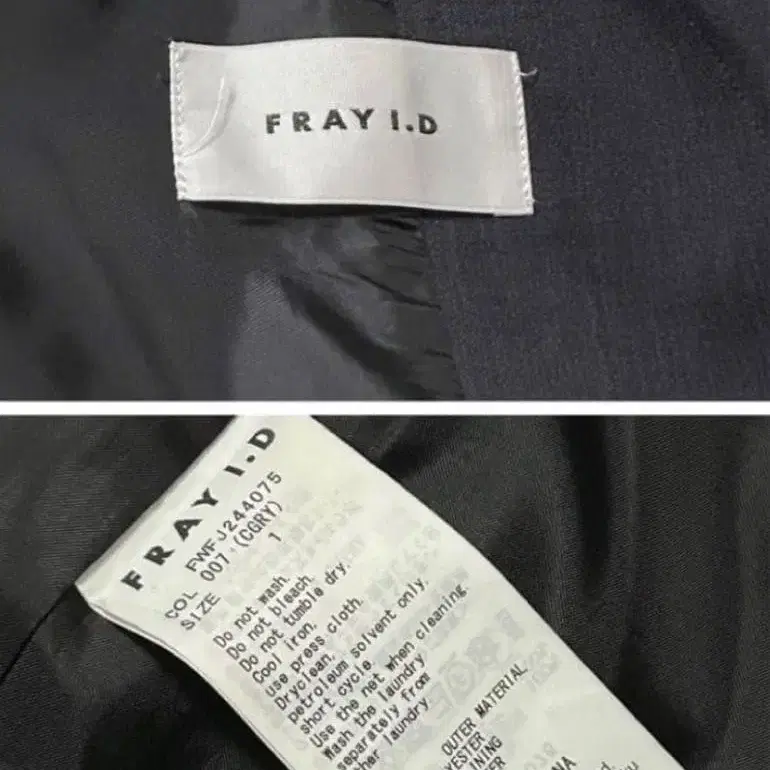 FRAY I.D
FRAY I.D
FWFJ244075
COL 007 (CGRY)
SIZE 1
Do not wash.
Do not bleach.
Do not tumble dry.
Cool iron.
use press cloth.
Dryclean.
petroleum solvent only.
short cycle.
Use the net when cleaning.
Wash the laundry
separately from
laundry.
OUTER MATERIAL